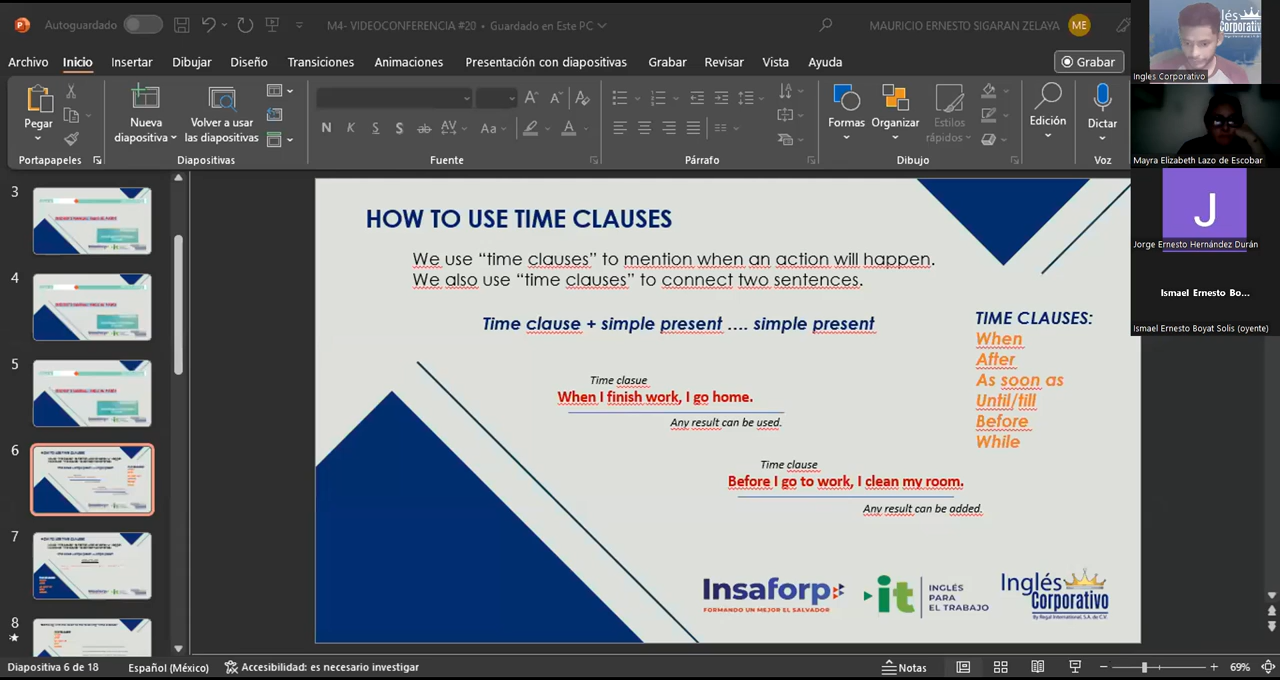 Autoguardado
M4- VIDEOCONFERENCIA #20 • Guardado en Este PC
MAURICIO ERNESTO SIGARAN ZELAYA
ME
Archivo Inicio Insertar Dibujar Diseño Transiciones Animaciones Presentación con diapositivas Grabar Revisar Vista Ayuda
Grabar
Pegar
Nueva diapositiva
Volver a usar las diapositivas
N K S S ab AV Aa A
Formas
Organizar
Estilos rápidos
Edición
Dictar
Portapapeles
Diapositivas
Fuente
Párrafo
Dibujo
Voz
Ingles Corporativo
Mayra Elizabeth Lazo de Escobar
J
Jorge Ernesto Hernández Durán
Ismael Ernesto Bo...
Ismael Ernesto Boyat Solis (oyente)
3
4
5
6
7
8
HOW TO USE TIME CLAUSES
We use “time clauses” to mention when an action will happen.
We also use “time clauses” to connect two sentences.
Time clause + simple present .... simple present
Time clasue
When I finish work, I go home.
Any result can be used.
Time clause
Before I go to work, I clean my room.
Any result can be added.
TIME CLAUSES:
When
After
As soon as
Until/till
Before
While
Insaforp
FORMANDO UN MEJOR EL SALVADOR
it
INGLÉS
PARA
EL TRABAJO
Inglés
Corporativo
By Regal International, S.A. de C.V.
Diapositiva 6 de 18
Español (México)
Accesibilidad: es necesario investigar
Notas
69%